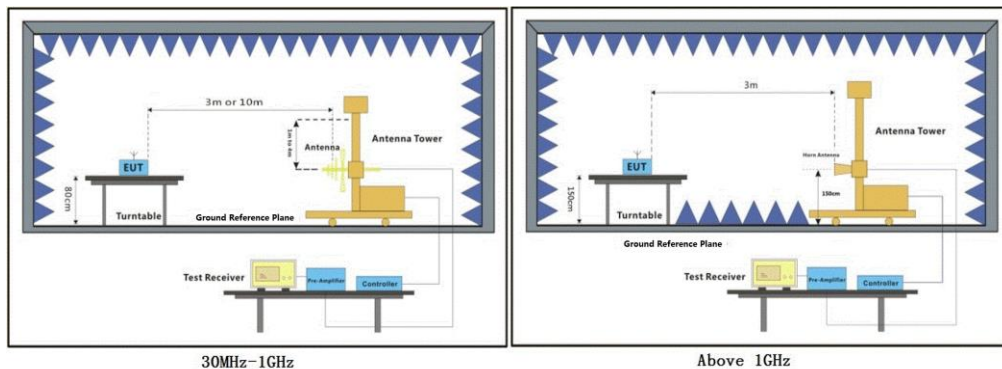 3m or 10m
1m to 4m
Antenna
Antenna Tower
EUT
80cm
Turntable
Ground Reference Plane
Test Receiver
Pre-Amplifier
Controller
30MHz-1GHz
3m
Antenna Tower
Horn Antenna
EUT
150cm
150cm
Turntable
Ground Reference Plane
Test Receiver
Pre-Amplifier
Controller
Above 1GHz